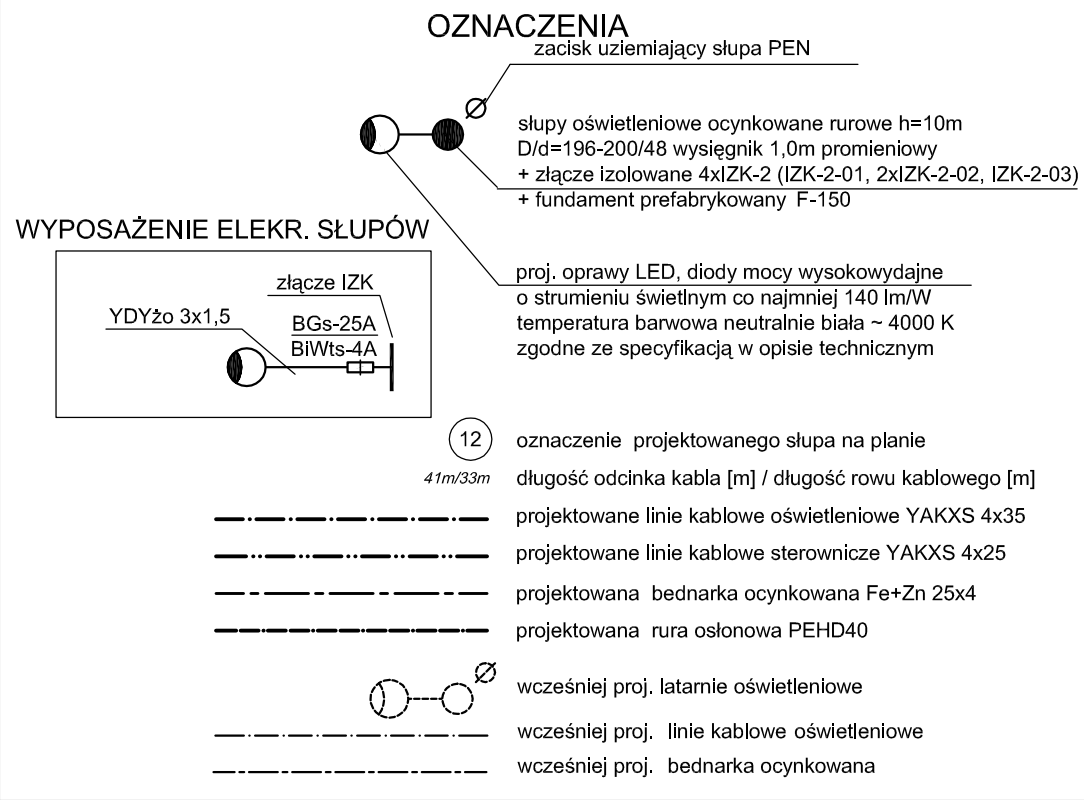 OZNACZENIA
zacisk uziemiający słupa PEN
słupy oświetleniowe ocynkowane rurowe h=10m
D/d=196-200/48 wysięgnik 1,0m promieniowy
+ złącze izolowane 4xIZK-2 (IZK-2-01, 2xIZK-2-02, IZK-2-03)
+ fundament prefabrykowany F-150
WYPOSAŻENIE ELEKR. SŁUPÓW
złącze IZK
YDYżo 3x1,5
BGs-25A
BiWts-4A
proj. oprawy LED, diody mocy wysokowydajne
o strumieniu świetlnym co najmniej 140 lm/W
temperatura barwowa neutralnie biała ~ 4000 K
zgodne ze specyfikacją w opisie technicznym
12 oznaczenie projektowanego słupa na planie
41m/33m długość odcinka kabla [m] / długość rowu kablowego [m]
projektowane linie kablowe oświetleniowe YAKXS 4x35
projektowane linie kablowe sterownicze YAKXS 4x25
projektowana bednarka ocynkowana Fe+Zn 25x4
projektowana rura osłonowa PEHD40
wcześniej proj. latarnie oświetleniowe
wcześniej proj. linie kablowe oświetleniowe
wcześniej proj. bednarka ocynkowana